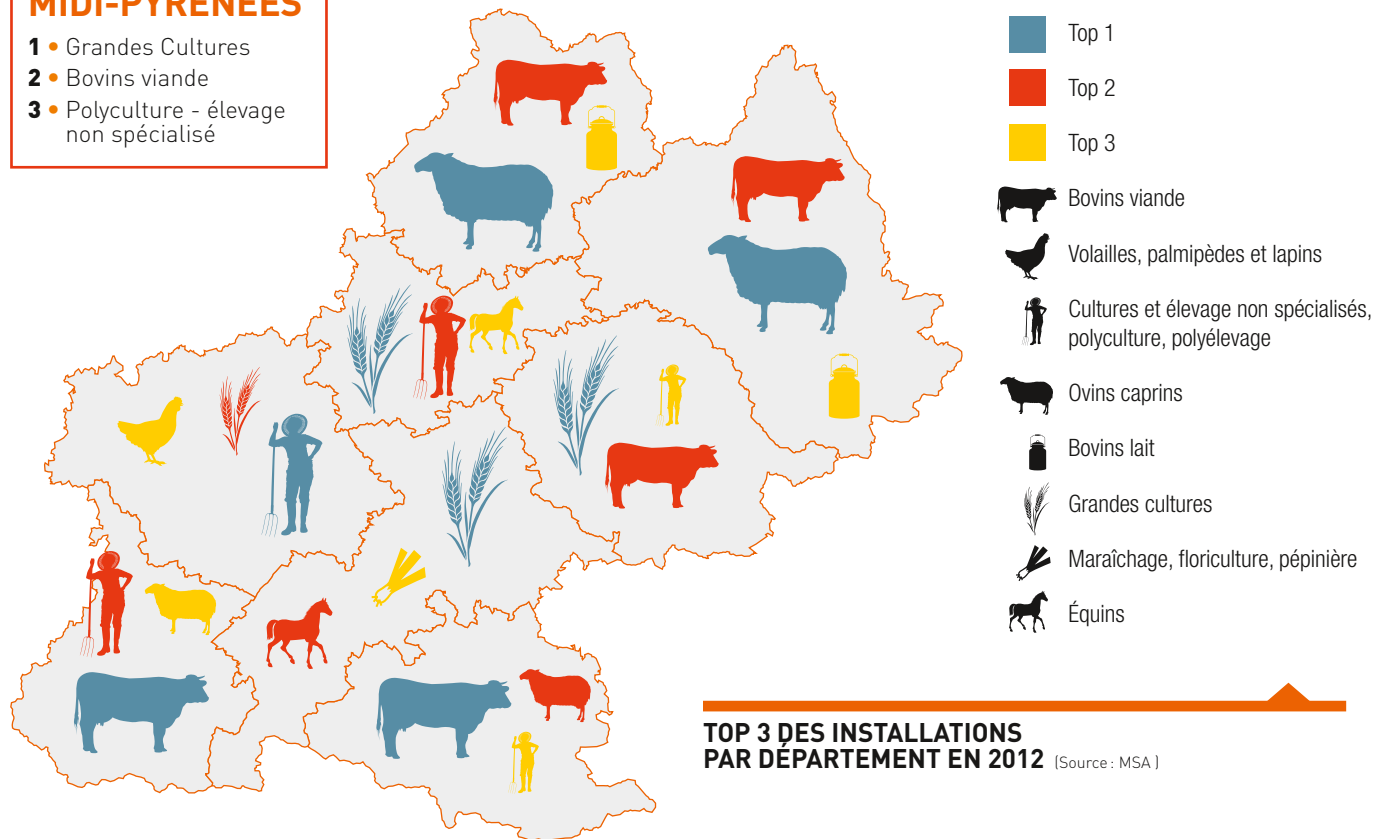 MIDI-PYRÉNÉES
1 • Grandes Cultures
2 • Bovins viande
3 • Polyculture - élevage
non spécialisé
Top 1
Top 2
Top 3
Bovins viande
Volailles, palmipèdes et lapins
Cultures et élevage non spécialisés,
polyculture, polyélevage
Ovins caprins
Bovins lait
Grandes cultures
Maraîchage, floriculture, pépinière
Équins
TOP 3 DES INSTALLATIONS
PAR DÉPARTEMENT EN 2012 (Source : MSA )